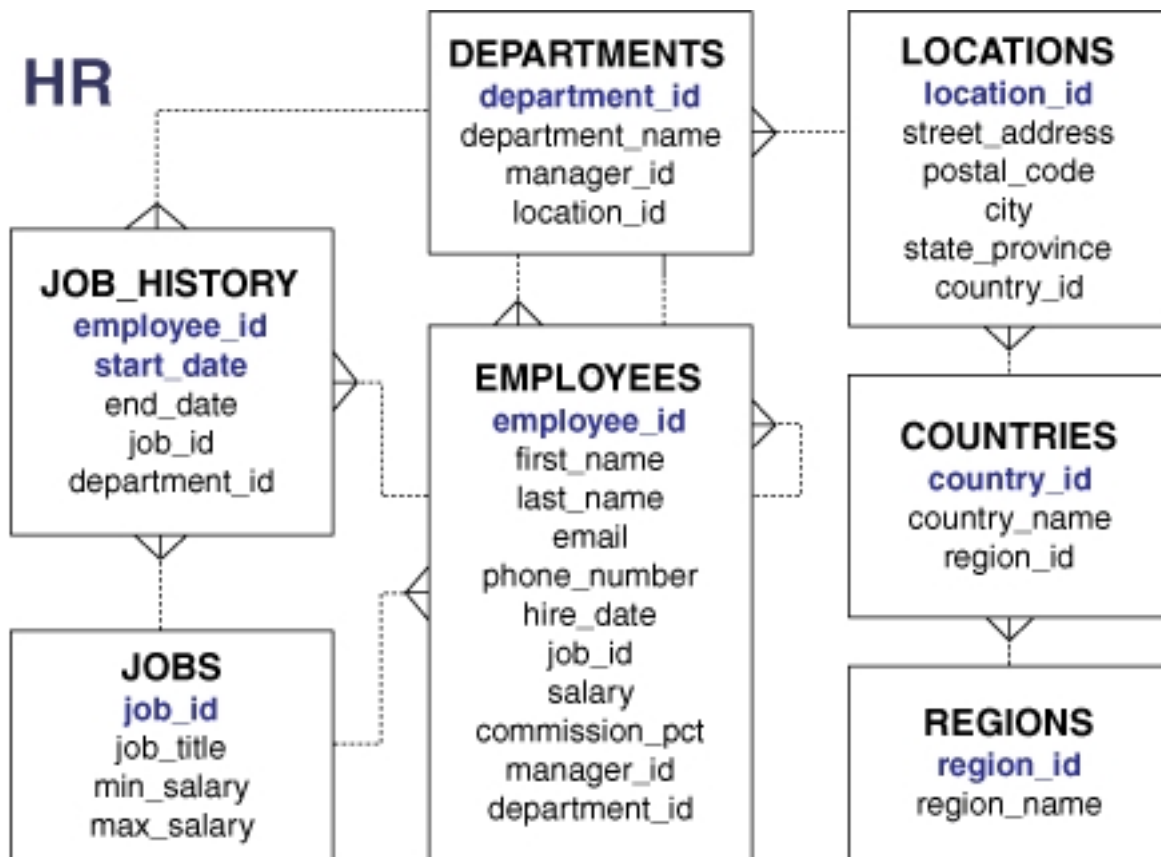 HR
DEPARTMENTS
department_id
department_name
manager_id
location_id
LOCATIONS
location_id
street_address
postal_code
city
state_province
country_id
JOB_HISTORY
employee_id
start_date
end_date
job_id
department_id
EMPLOYEES
employee_id
first_name
last_name
email
phone_number
hire_date
job_id
salary
commission_pct
manager_id
department_id
COUNTRIES
country_id
country_name
region_id
JOBS
job_id
job_title
min_salary
max_salary
REGIONS
region_id
region_name